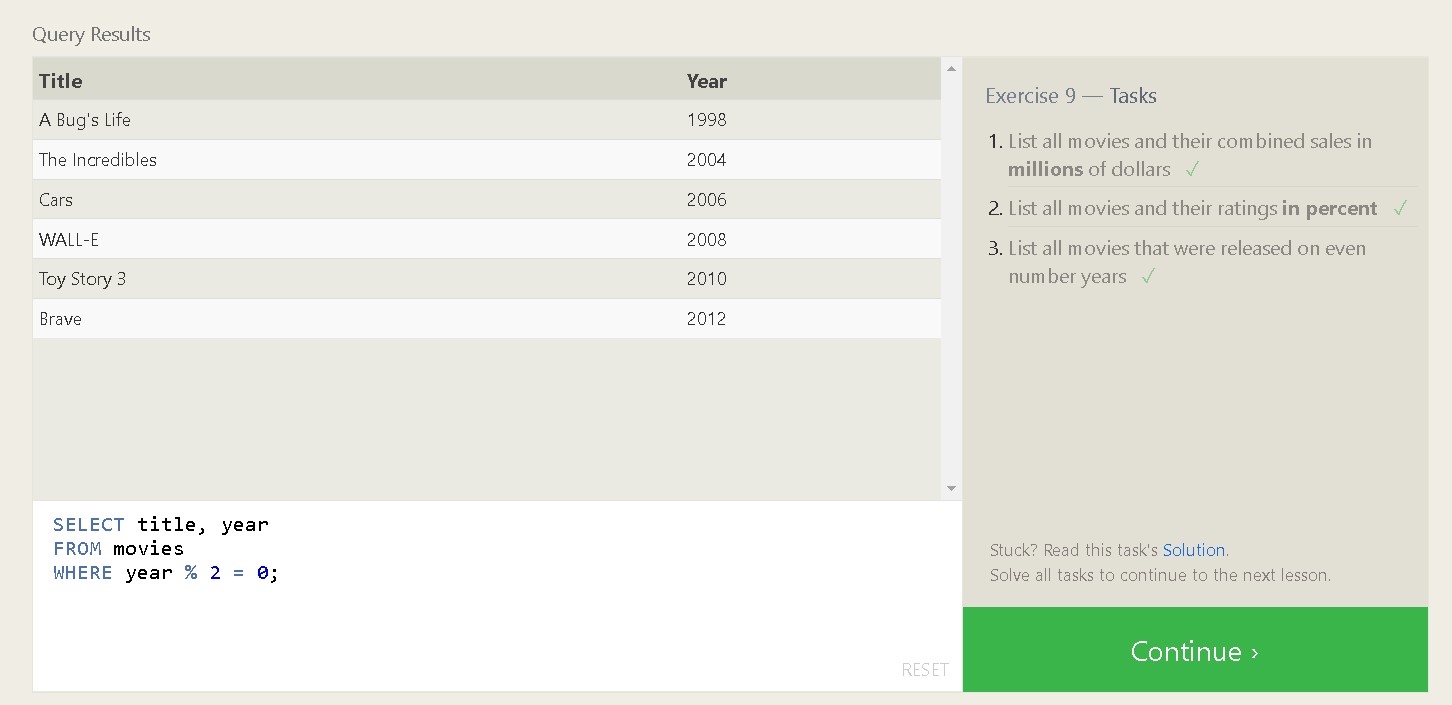 Query Results
Title Year
A Bug's Life 1998
The Incredibles 2004
Cars 2006
WALL-E 2008
Toy Story 3 2010
Brave 2012
SELECT title, year
FROM movies
WHERE year % 2 = 0;
RESET
Exercise 9 — Tasks
1. List all movies and their combined sales in
millions of dollars ✓
2. List all movies and their ratings in percent ✓
3. List all movies that were released on even
number years ✓
Stuck? Read this task's Solution.
Solve all tasks to continue to the next lesson.
Continue ›